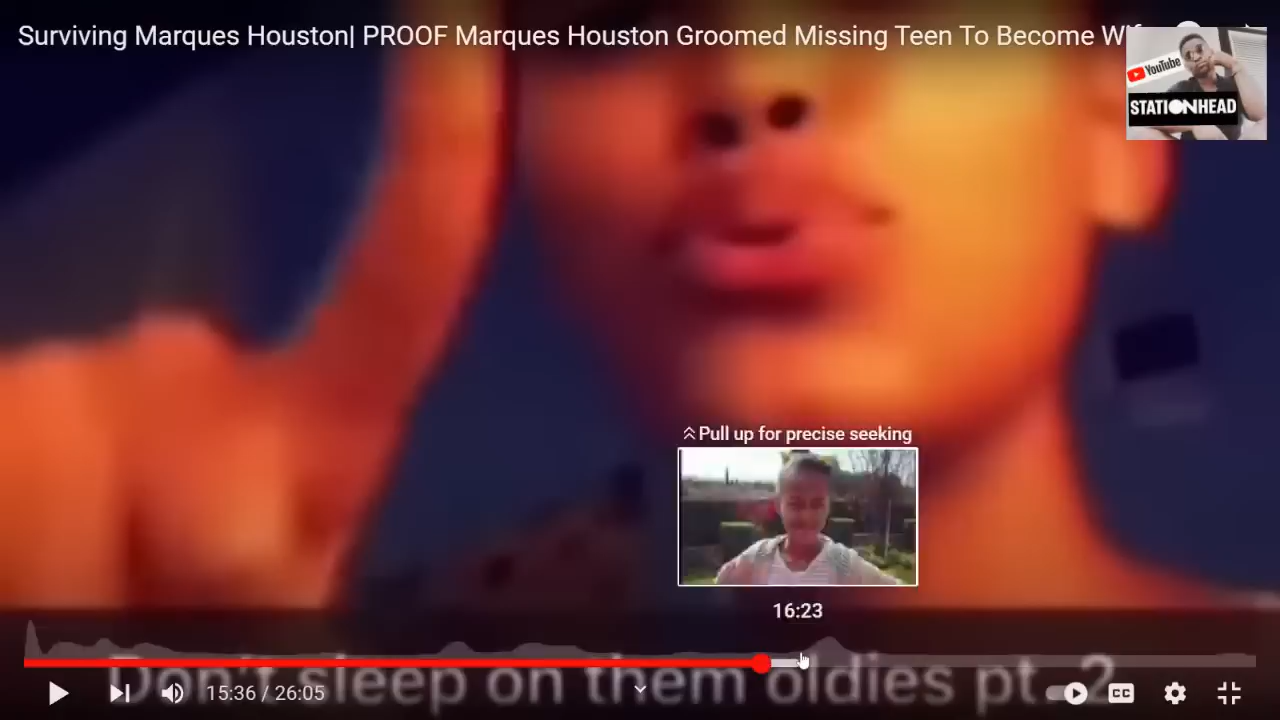 Surviving Marques Houston| PROOF Marques Houston Groomed Missing Teen To Become
YouTube
STATIONHEAD
Pull up for precise seeking
16:23
Don't sleep on them oldies pt. 2
15:36 / 26:05
CC